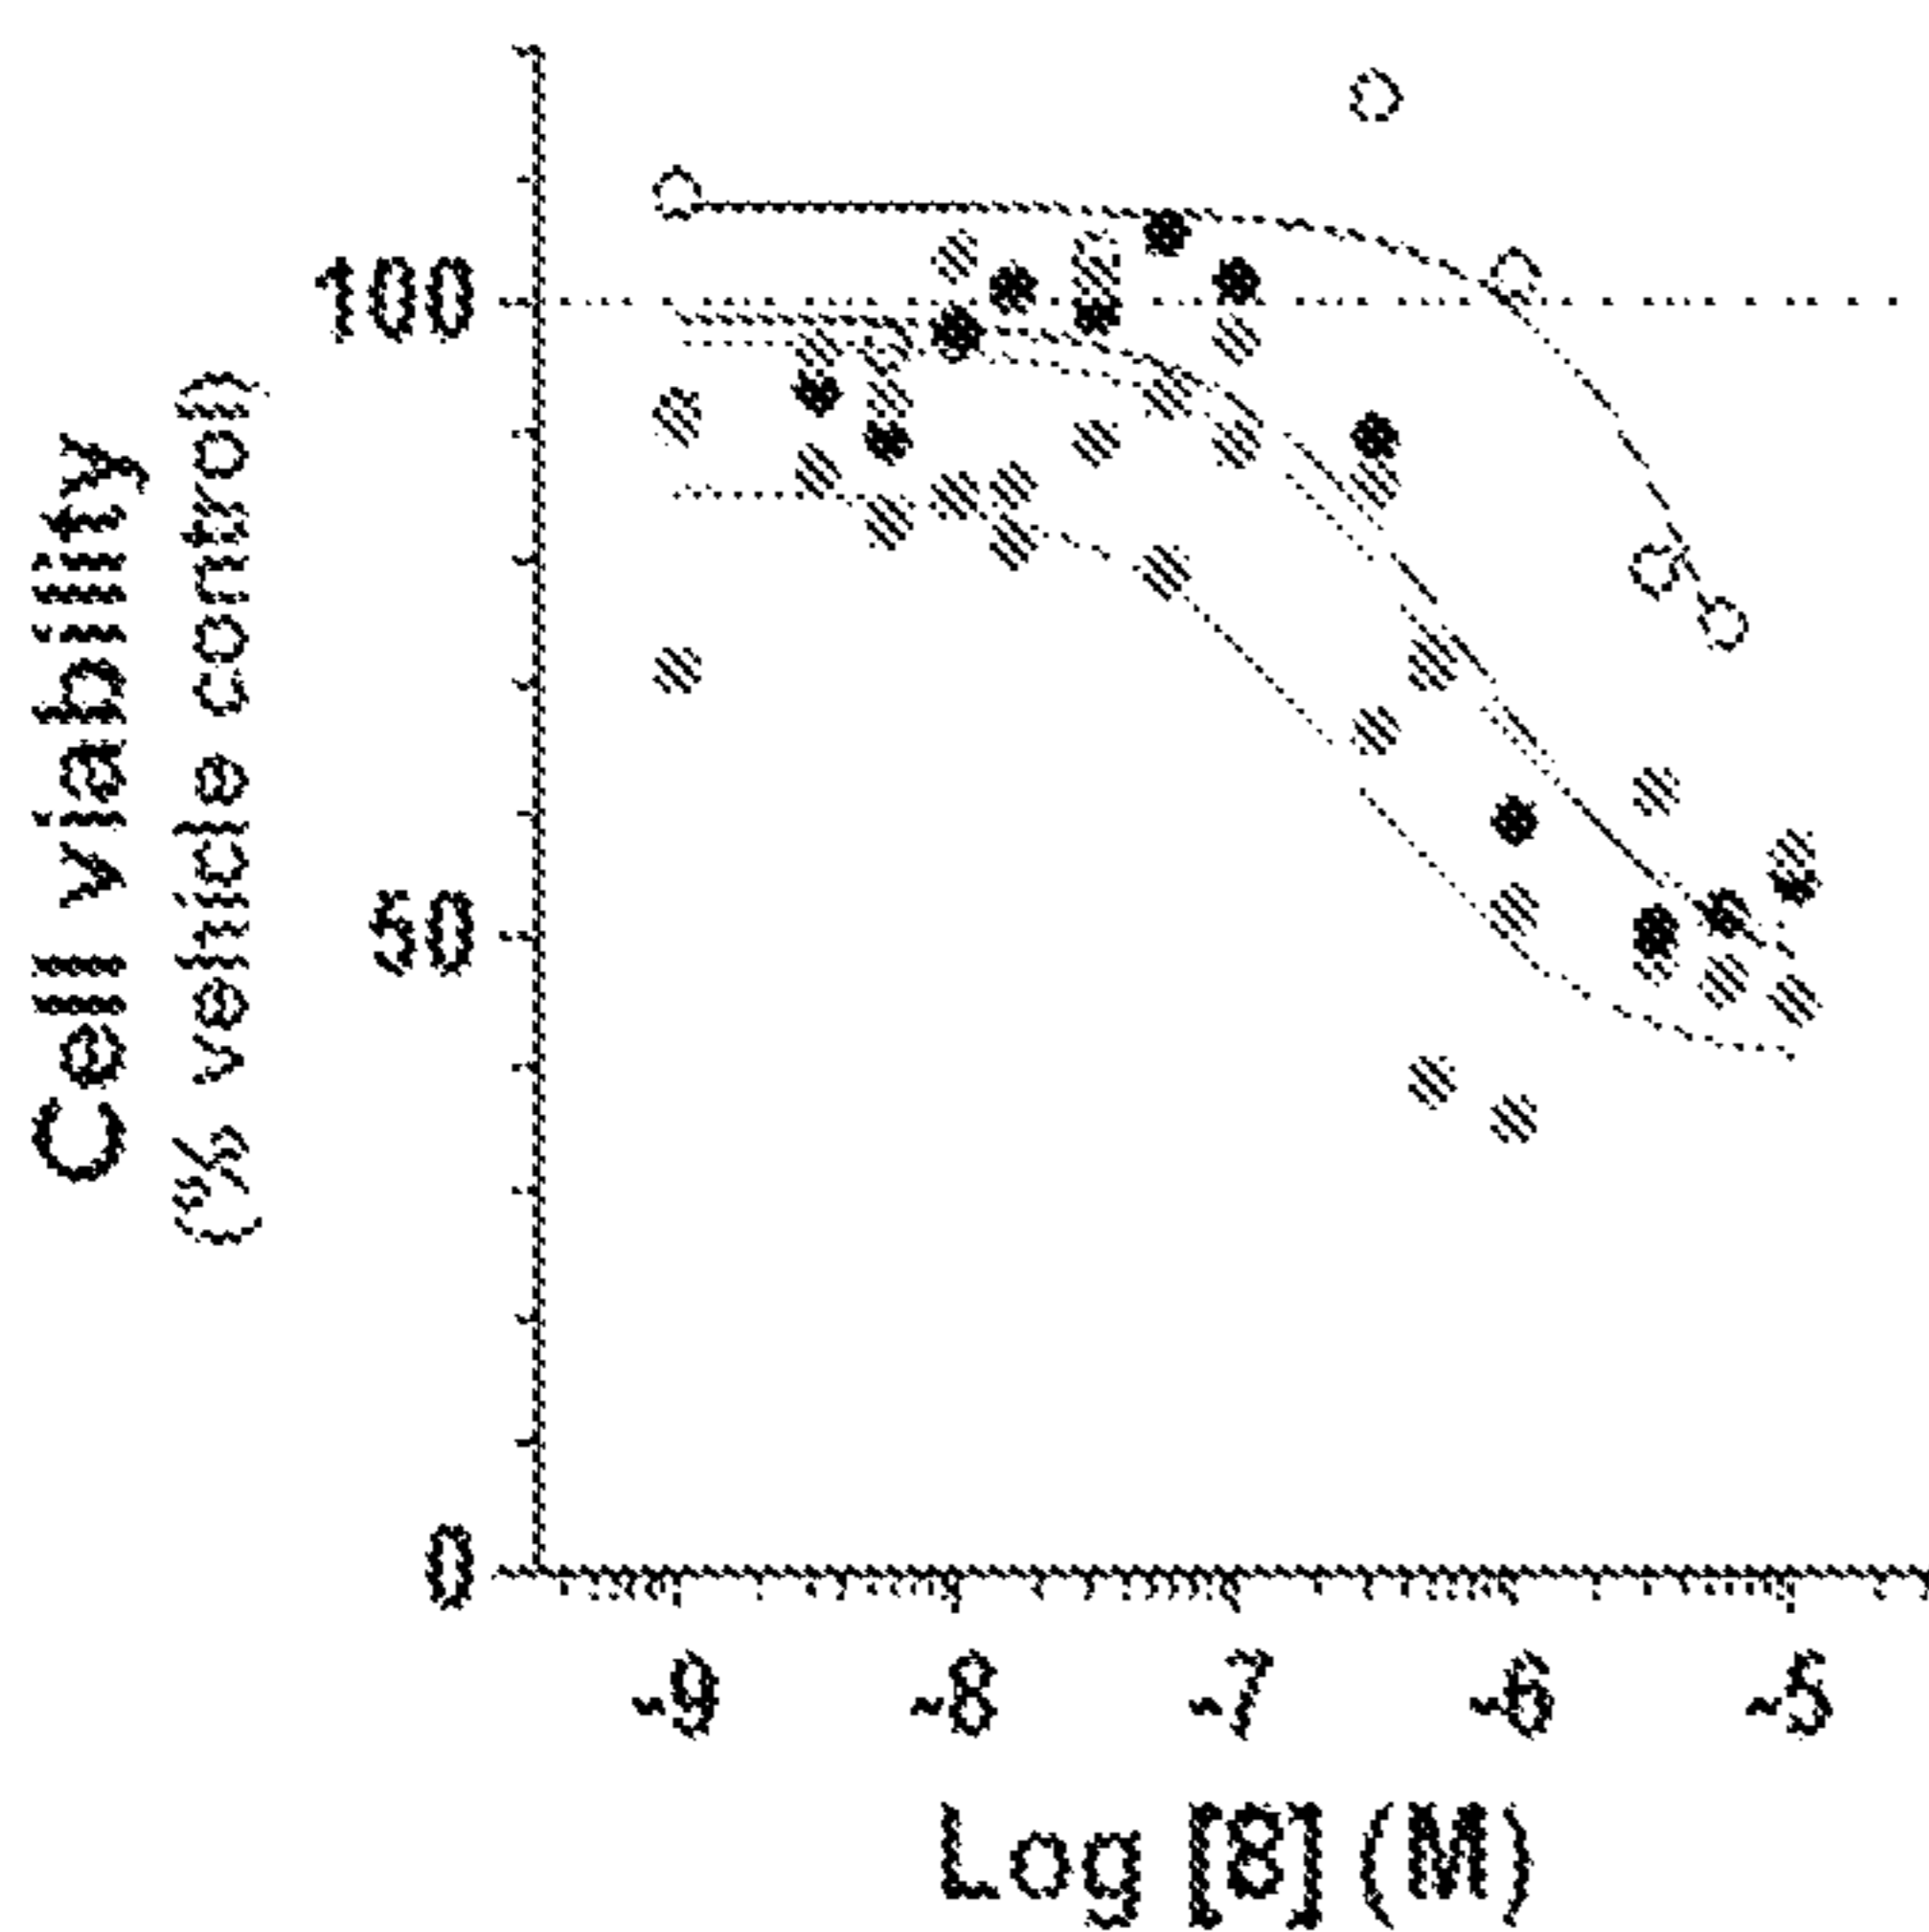 Cell viability
(% vehicle control)
100
50
0
-9 -8 -7 -6 -5
Log [8] (M)